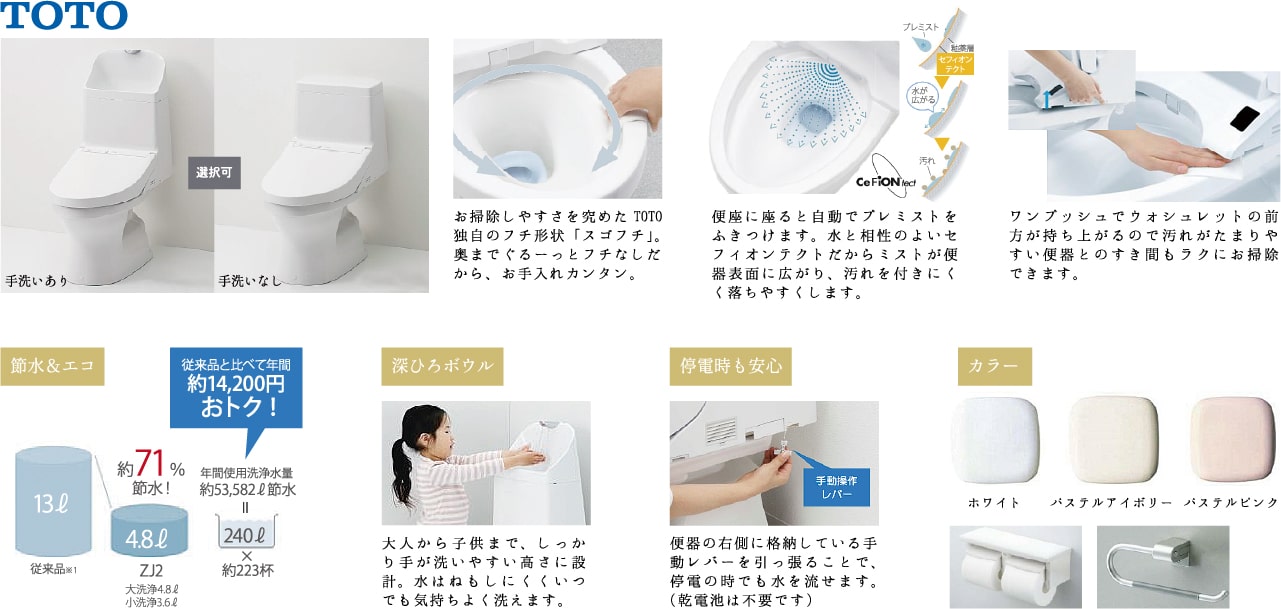 TOTO
選択可
手洗いあり
手洗いなし
お掃除しやすさを究めた TOTO
独自のフチ形状「スゴフチ」。
奥までぐるーっとフチなしだ
から、お手入れカンタン。
プレミスト
釉薬層
セフィオン
テクト
水が
広がる
汚れ
CeFiONtect
便座に座ると自動でプレミストを
ふきつけます。水と相性のよいセ
フィオンテクトだからミストが便
器表面に広がり、汚れを付きにく
く落ちやすくします。
ワンプッシュでウォシュレットの前
方が持ち上がるので汚れがたまりや
すい便器とのすき間もラクにお掃除
できます。
節水＆エコ
従来品と比べて年間
約14,200円
おトク！
13ℓ
従来品※1
約71%
節水！
4.8ℓ
ZJ2
大洗浄4.8ℓ
小洗浄3.6ℓ
年間使用洗浄水量
約53,582ℓ節水
＝
240ℓ
×
約223杯
深ひろボウル
大人から子供まで、しっか
り手が洗いやすい高さに設
計。水はねもしにくくいつ
でも気持ちよく洗えます。
停電時も安心
手動操作
レバー
便器の右側に格納している手
動レバーを引っ張ることで、
停電の時でも水を流せます。
（乾電池は不要です）
カラー
ホワイト
パステルアイボリー
パステルピンク